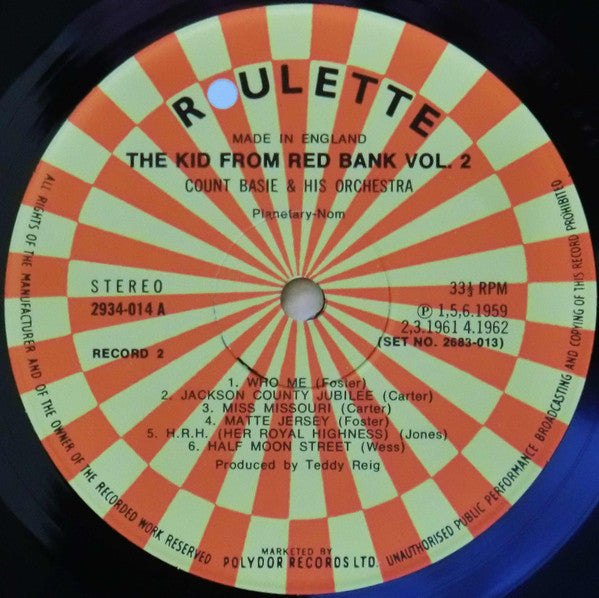 ROULETTE
MADE IN ENGLAND
THE KID FROM RED BANK VOL. 2
COUNT BASIE & HIS ORCHESTRA
Planetary-Nom
STEREO
2934-014 A
RECORD 2
33⅓ RPM
Ⓟ 1,5,6.1959
2,3.1961 4.1962
(SET NO. 2683-013)
1. WHO ME (Foster)
2. JACKSON COUNTY JUBILEE (Carter)
3. MISS MISSOURI (Carter)
4. MATTE JERSEY (Foster)
5. H.R.H. (HER ROYAL HIGHNESS) (Jones)
6. HALF MOON STREET (Wess)
Produced by Teddy Reig
MARKETED BY
POLYDOR RECORDS LTD.
ALL RIGHTS OF THE MANUFACTURER AND OF THE OWNER OF THE RECORDED WORK RESERVED
UNAUTHORISED PUBLIC PERFORMANCE BROADCASTING AND COPYING OF THIS RECORD PROHIBITED